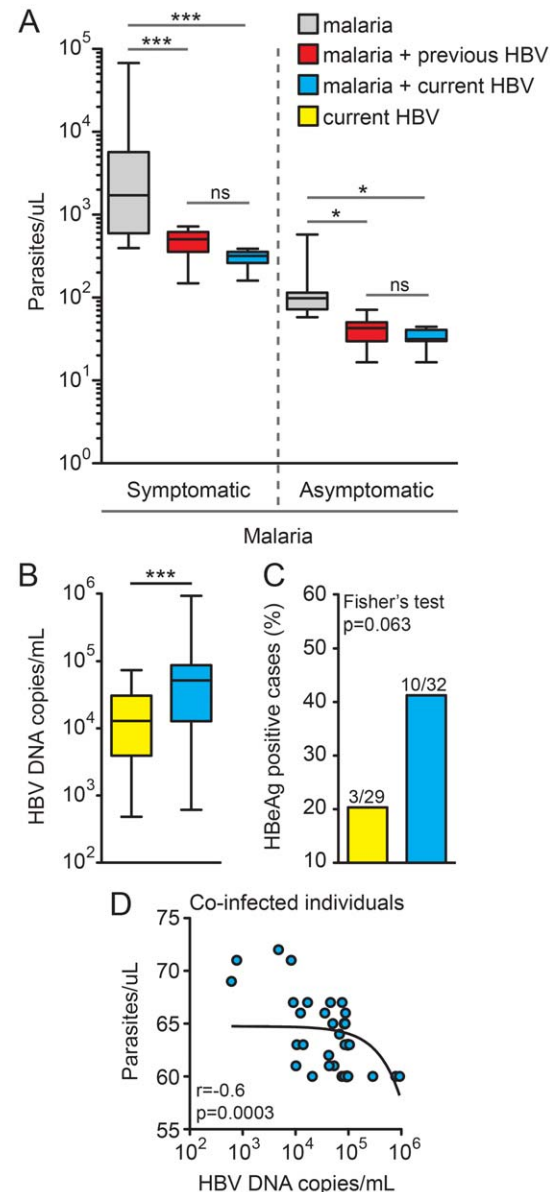 A
malaria
malaria + previous HBV
malaria + current HBV
current HBV
***
***
ns
*
*
ns
Parasites/uL
10^5
10^4
10^3
10^2
10^1
10^0
Symptomatic
Asymptomatic
Malaria
B
***
HBV DNA copies/mL
10^6
10^5
10^4
10^3
10^2
C
Fisher's test
p=0.063
HBeAg positive cases (%)
60
50
40
30
20
10
3/29
10/32
D
Co-infected individuals
Parasites/uL
75
70
65
60
55
r=-0.6
p=0.0003
10^2 10^3 10^4 10^5 10^6
HBV DNA copies/mL